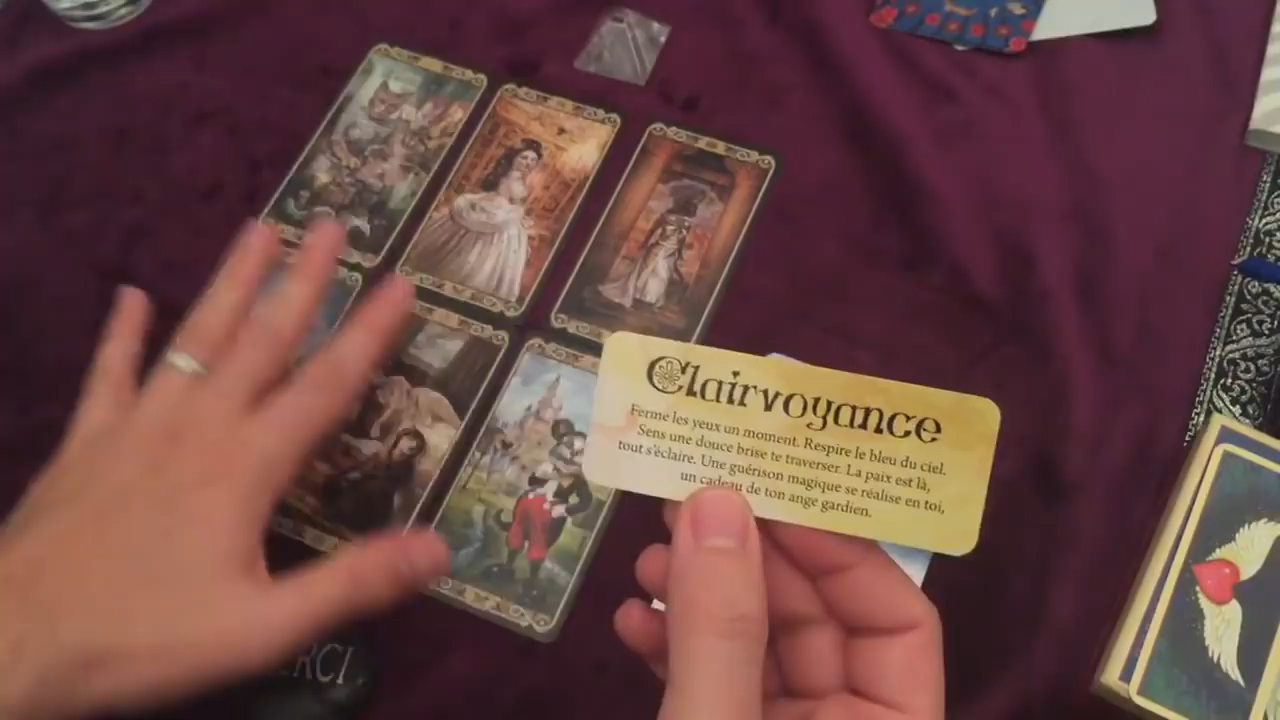 Clairvoyance
Ferme les yeux un moment. Respire le bleu du ciel.
Sens une douce brise te traverser. La paix est là,
tout s'éclaire. Une guérison magique se réalise en toi,
un cadeau de ton ange gardien.
RCI